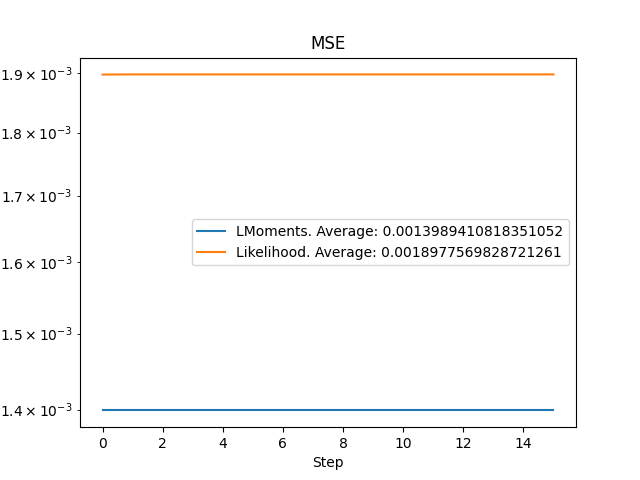 MSE
1.9 × 10⁻³
1.8 × 10⁻³
1.7 × 10⁻³
1.6 × 10⁻³
1.5 × 10⁻³
1.4 × 10⁻³
LMoments. Average: 0.0013989410818351052
Likelihood. Average: 0.0018977569828721261
0 2 4 6 8 10 12 14
Step